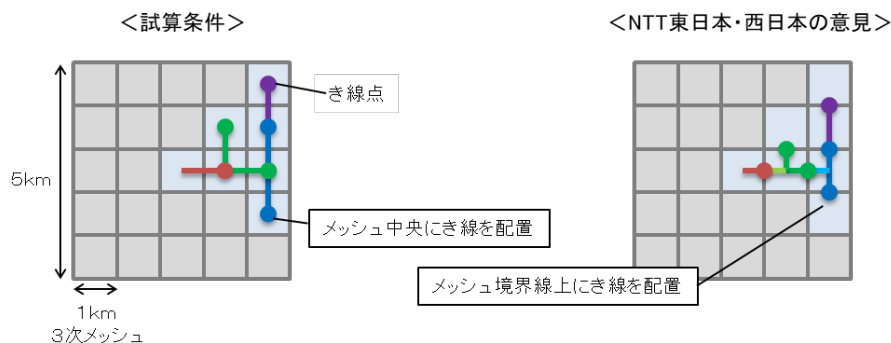 <試算条件>
<NTT東日本・西日本の意見>
き線点
5km
メッシュ中央にき線を配置
メッシュ境界線上にき線を配置
1km
3次メッシュ